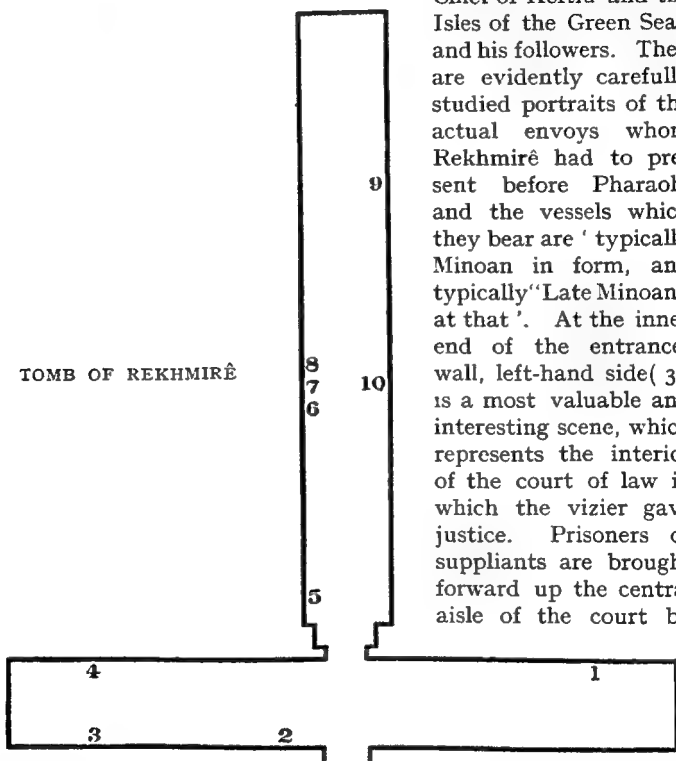 Isles of the Green Sea
and his followers. The
are evidently carefull
studied portraits of th
actual envoys
Rekhmirê had to pre
sent before Pharaoh
and the vessels whic
they bear are ‘ typicall
Minoan in form, an
typically “Late Minoan
at that ’. At the inne
end of the entrance
wall, left-hand side ( 3
is a most valuable an
interesting scene, whic
represents the interio
of the court of law i
which the vizier gav
justice. Prisoners o
suppliants are brough
forward up the centra
aisle of the court b
TOMB OF REKHMIRÊ
9
8
7 10
6
5
4 1
3 2